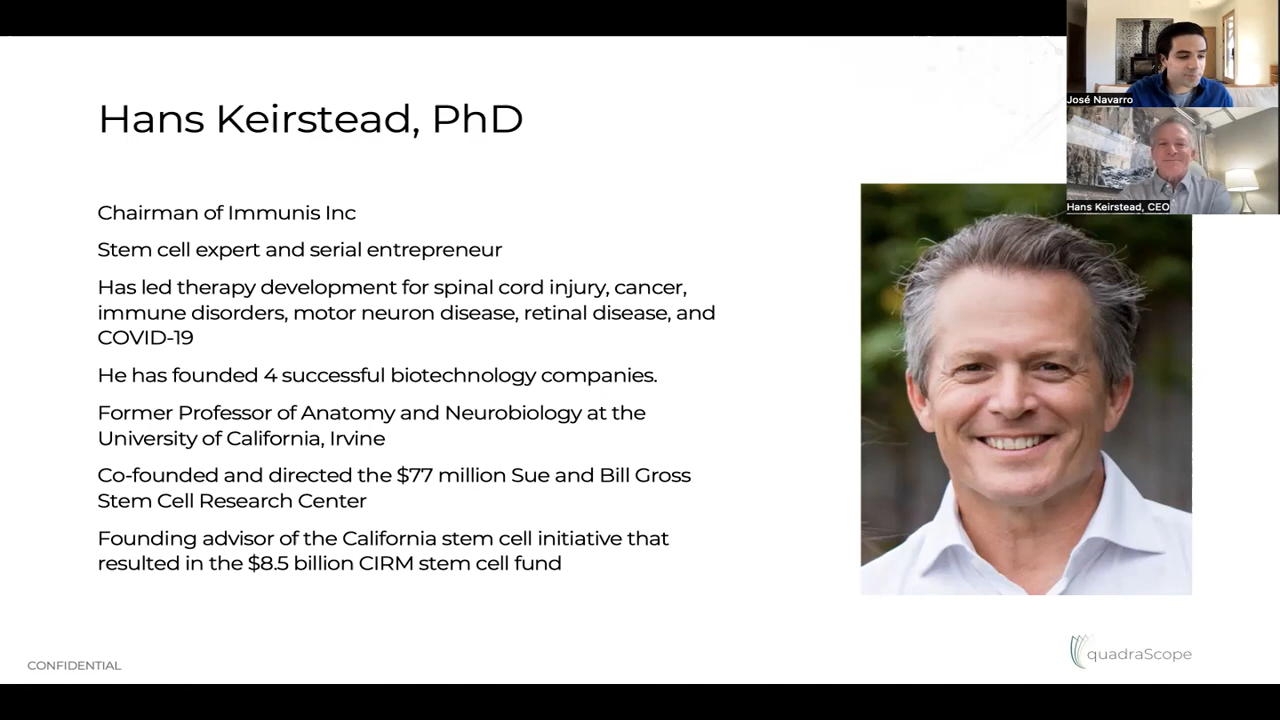 Hans Keirstead, PhD
Chairman of Immunis Inc
Stem cell expert and serial entrepreneur
Has led therapy development for spinal cord injury, cancer,
immune disorders, motor neuron disease, retinal disease, and
COVID-19
He has founded 4 successful biotechnology companies.
Former Professor of Anatomy and Neurobiology at the
University of California, Irvine
Co-founded and directed the $77 million Sue and Bill Gross
Stem Cell Research Center
Founding advisor of the California stem cell initiative that
resulted in the $8.5 billion CIRM stem cell fund
José Navarro
Hans Keirstead, CEO
CONFIDENTIAL
quadraScope